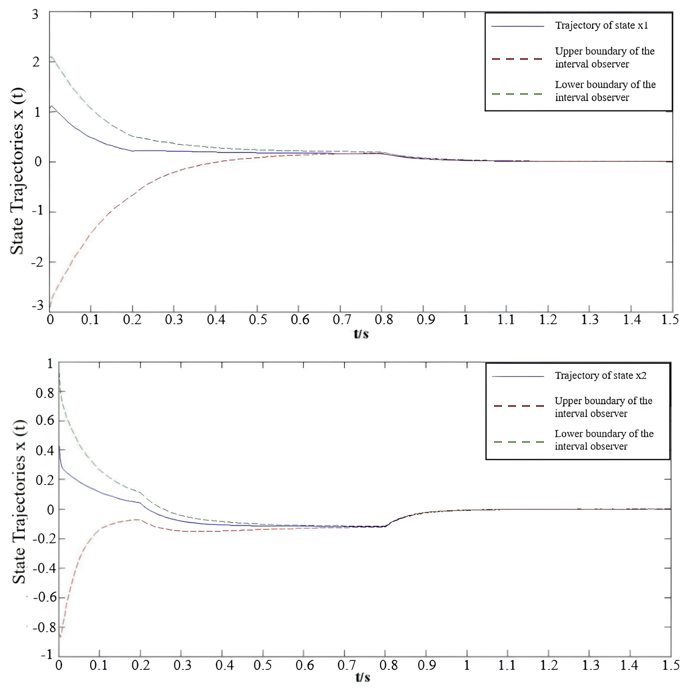 3
Trajectory of state x1
Upper boundary of the
interval observer
Lower boundary of the
interval observer
2
1
0
-1
-2
-3
State Trajectories x (t)
0 0.1 0.2 0.3 0.4 0.5 0.6 0.7 0.8 0.9 1 1.1 1.2 1.3 1.4 1.5
t/s
1
Trajectory of state x2
Upper boundary of the
interval observer
Lower boundary of the
interval observer
0.8
0.6
0.4
0.2
0
-0.2
-0.4
-0.6
-0.8
-1
State Trajectories x (t)
0 0.1 0.2 0.3 0.4 0.5 0.6 0.7 0.8 0.9 1 1.1 1.2 1.3 1.4 1.5
t/s